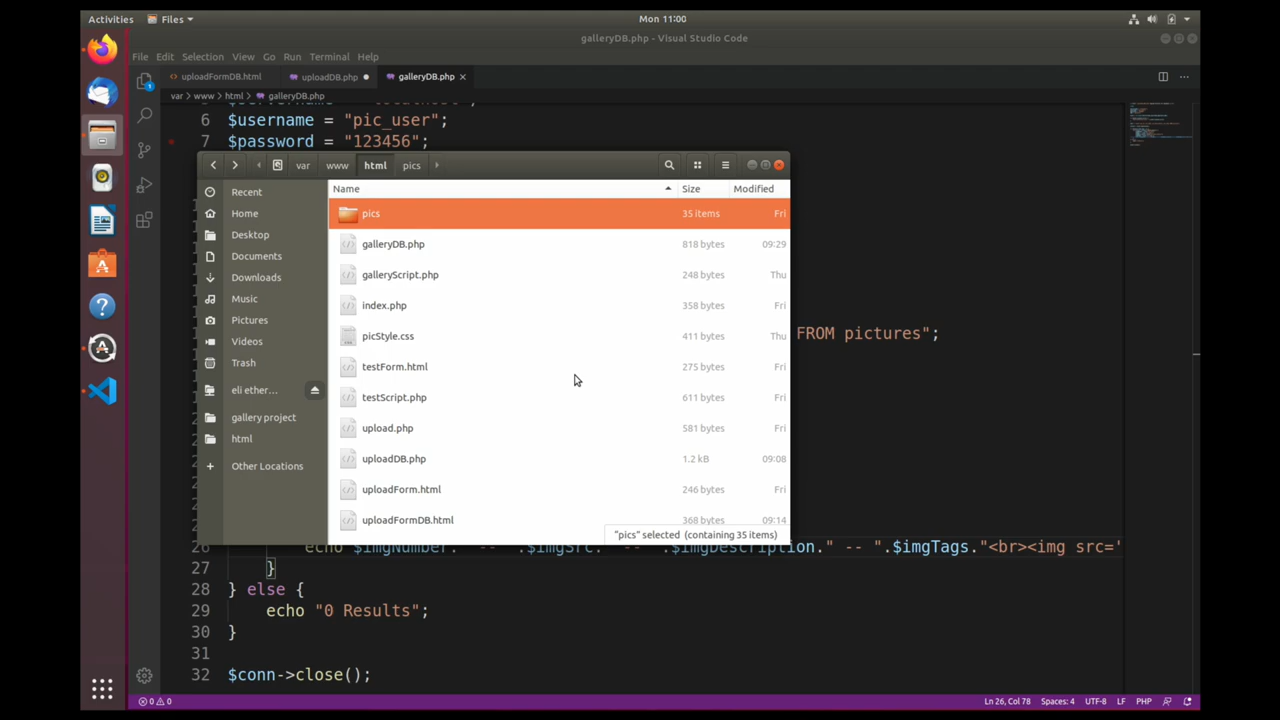 Activities Files Mon 11:00
galleryDB.php - Visual Studio Code
File Edit Selection View Go Run Terminal Help
uploadFormDB.html uploadDB.php galleryDB.php
var > www > html > galleryDB.php
6 $username = "pic_user";
7 $password = "123456";
var www html pics
Name Size Modified
Recent
Home
Desktop
Documents
Downloads
Music
Pictures
Videos
Trash
eli ether...
gallery project
html
Other Locations
pics 35 items Fri
galleryDB.php 818 bytes 09:29
galleryScript.php 248 bytes Thu
index.php 358 bytes Fri
picStyle.css 411 bytes Thu
testForm.html 275 bytes Fri
testScript.php 611 bytes Fri
upload.php 581 bytes Fri
uploadDB.php 1.2 kB 09:08
uploadForm.html 246 bytes Fri
uploadFormDB.html 368 bytes 09:14
"pics" selected (containing 35 items)
FROM pictures";
26 echo $imgNumber." -- ".$imgSrc." -- ".$imgDescription." -- ".$imgTags."<br><img src='
27 }
28 } else {
29 echo "0 Results";
30 }
31
32 $conn->close();
0 0 Ln 26, Col 78 Spaces: 4 UTF-8 LF PHP
1